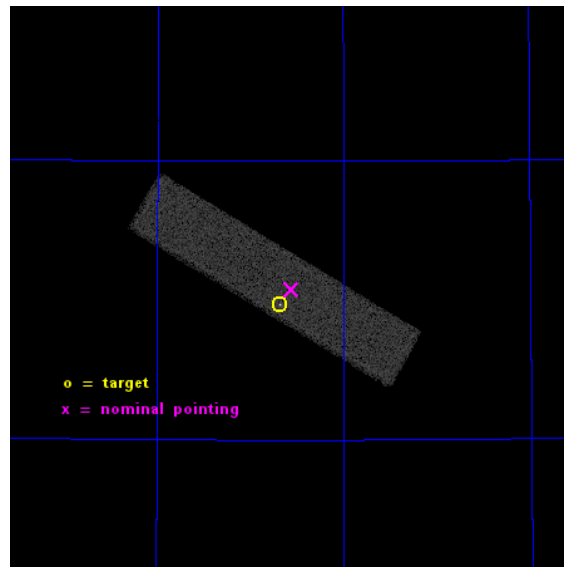 o = target
x = nominal pointing